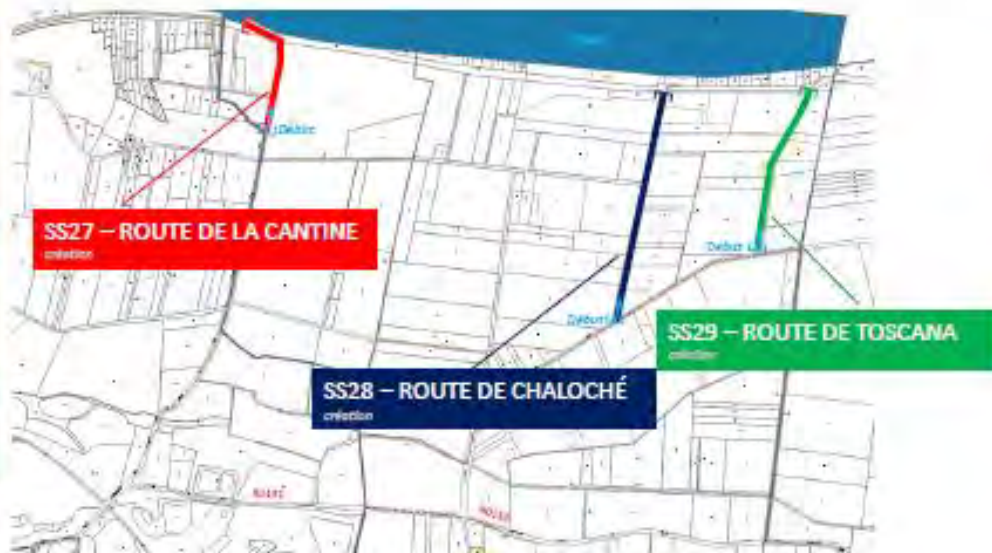 Début
SS27 – ROUTE DE LA CANTINE
création
Début
Début
SS29 – ROUTE DE TOSCANA
création
SS28 – ROUTE DE CHALOCHÉ
création